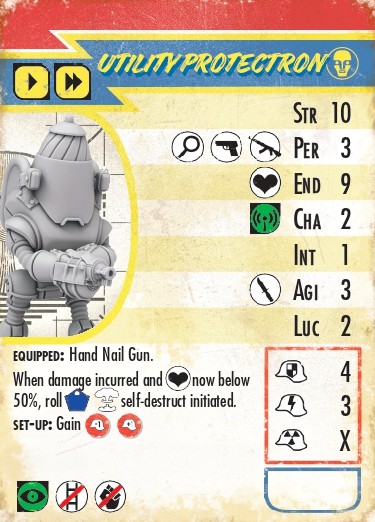 UTILITY PROTECTRON
STR 10
PER 3
END 9
CHA 2
INT 1
AGI 3
LUC 2
EQUIPPED: Hand Nail Gun.
When damage incurred and now below
50%, roll self-destruct initiated.
SET-UP: Gain
4
3
X